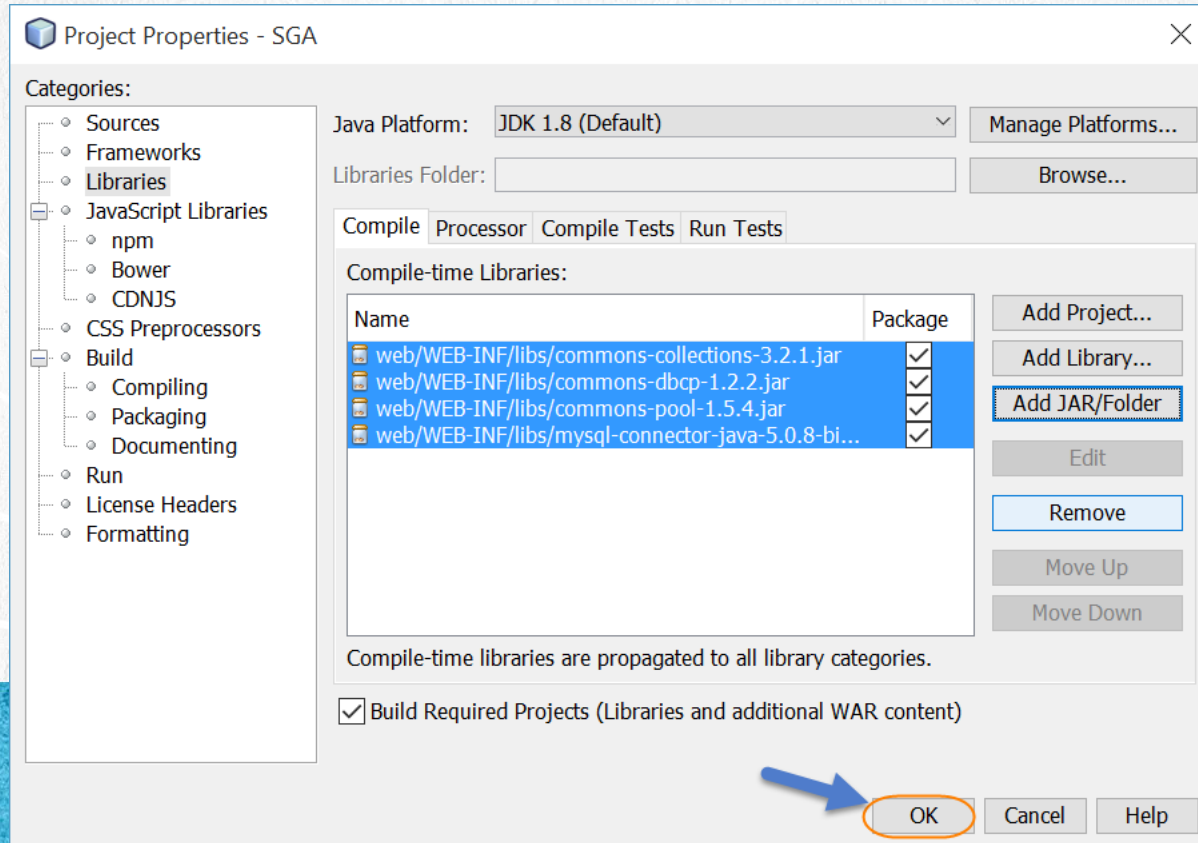 Project Properties - SGA
Categories:
Sources
Frameworks
Libraries
JavaScript Libraries
npm
Bower
CDNJS
CSS Preprocessors
Build
Compiling
Packaging
Documenting
Run
License Headers
Formatting
Java Platform: JDK 1.8 (Default) Manage Platforms...
Libraries Folder: Browse...
Compile Processor Compile Tests Run Tests
Compile-time Libraries:
Name Package
web/WEB-INF/libs/commons-collections-3.2.1.jar
web/WEB-INF/libs/commons-dbcp-1.2.2.jar
web/WEB-INF/libs/commons-pool-1.5.4.jar
web/WEB-INF/libs/mysql-connector-java-5.0.8-bi...
Add Project...
Add Library...
Add JAR/Folder
Edit
Remove
Move Up
Move Down
Compile-time libraries are propagated to all library categories.
Build Required Projects (Libraries and additional WAR content)
OK Cancel Help